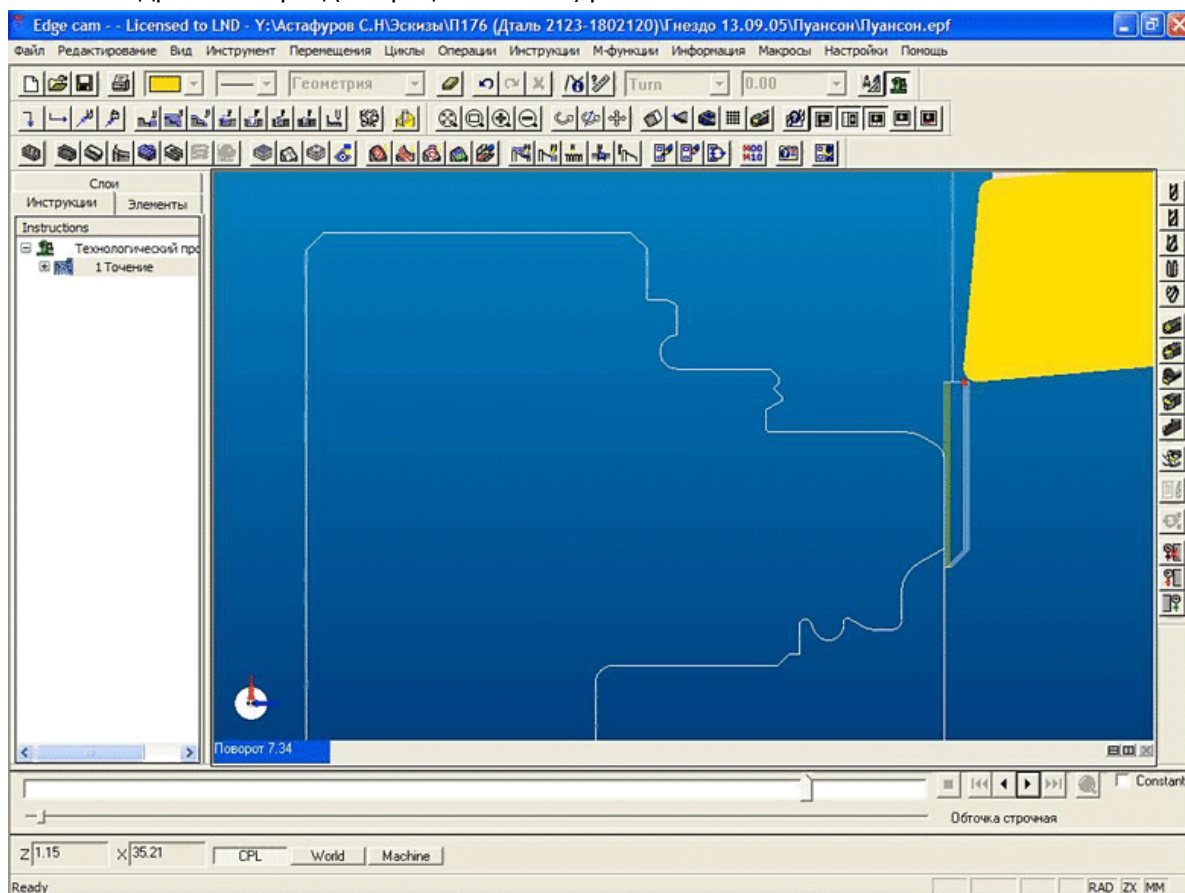 Edge cam - - Licensed to LND - Y:\Астафуров С.Н\Эскизы\П176 (Дталь 2123-1802120)\Гнездо 13.09.05\Пуансон\Пуансон.epf
Файл Редактирование Вид Инструмент Перемещения Циклы Операции Инструкции М-функции Информация Макросы Настройки Помощь
Геометрия Turn 0.00
M00
M10
Слои
Инструкции Элементы
Instructions
Технологический про
1 Точение
Поворот 7.34
Constant
Обточка строчная
Z 1.15 X 35.21 CPL World Machine
Ready RAD ZX MM